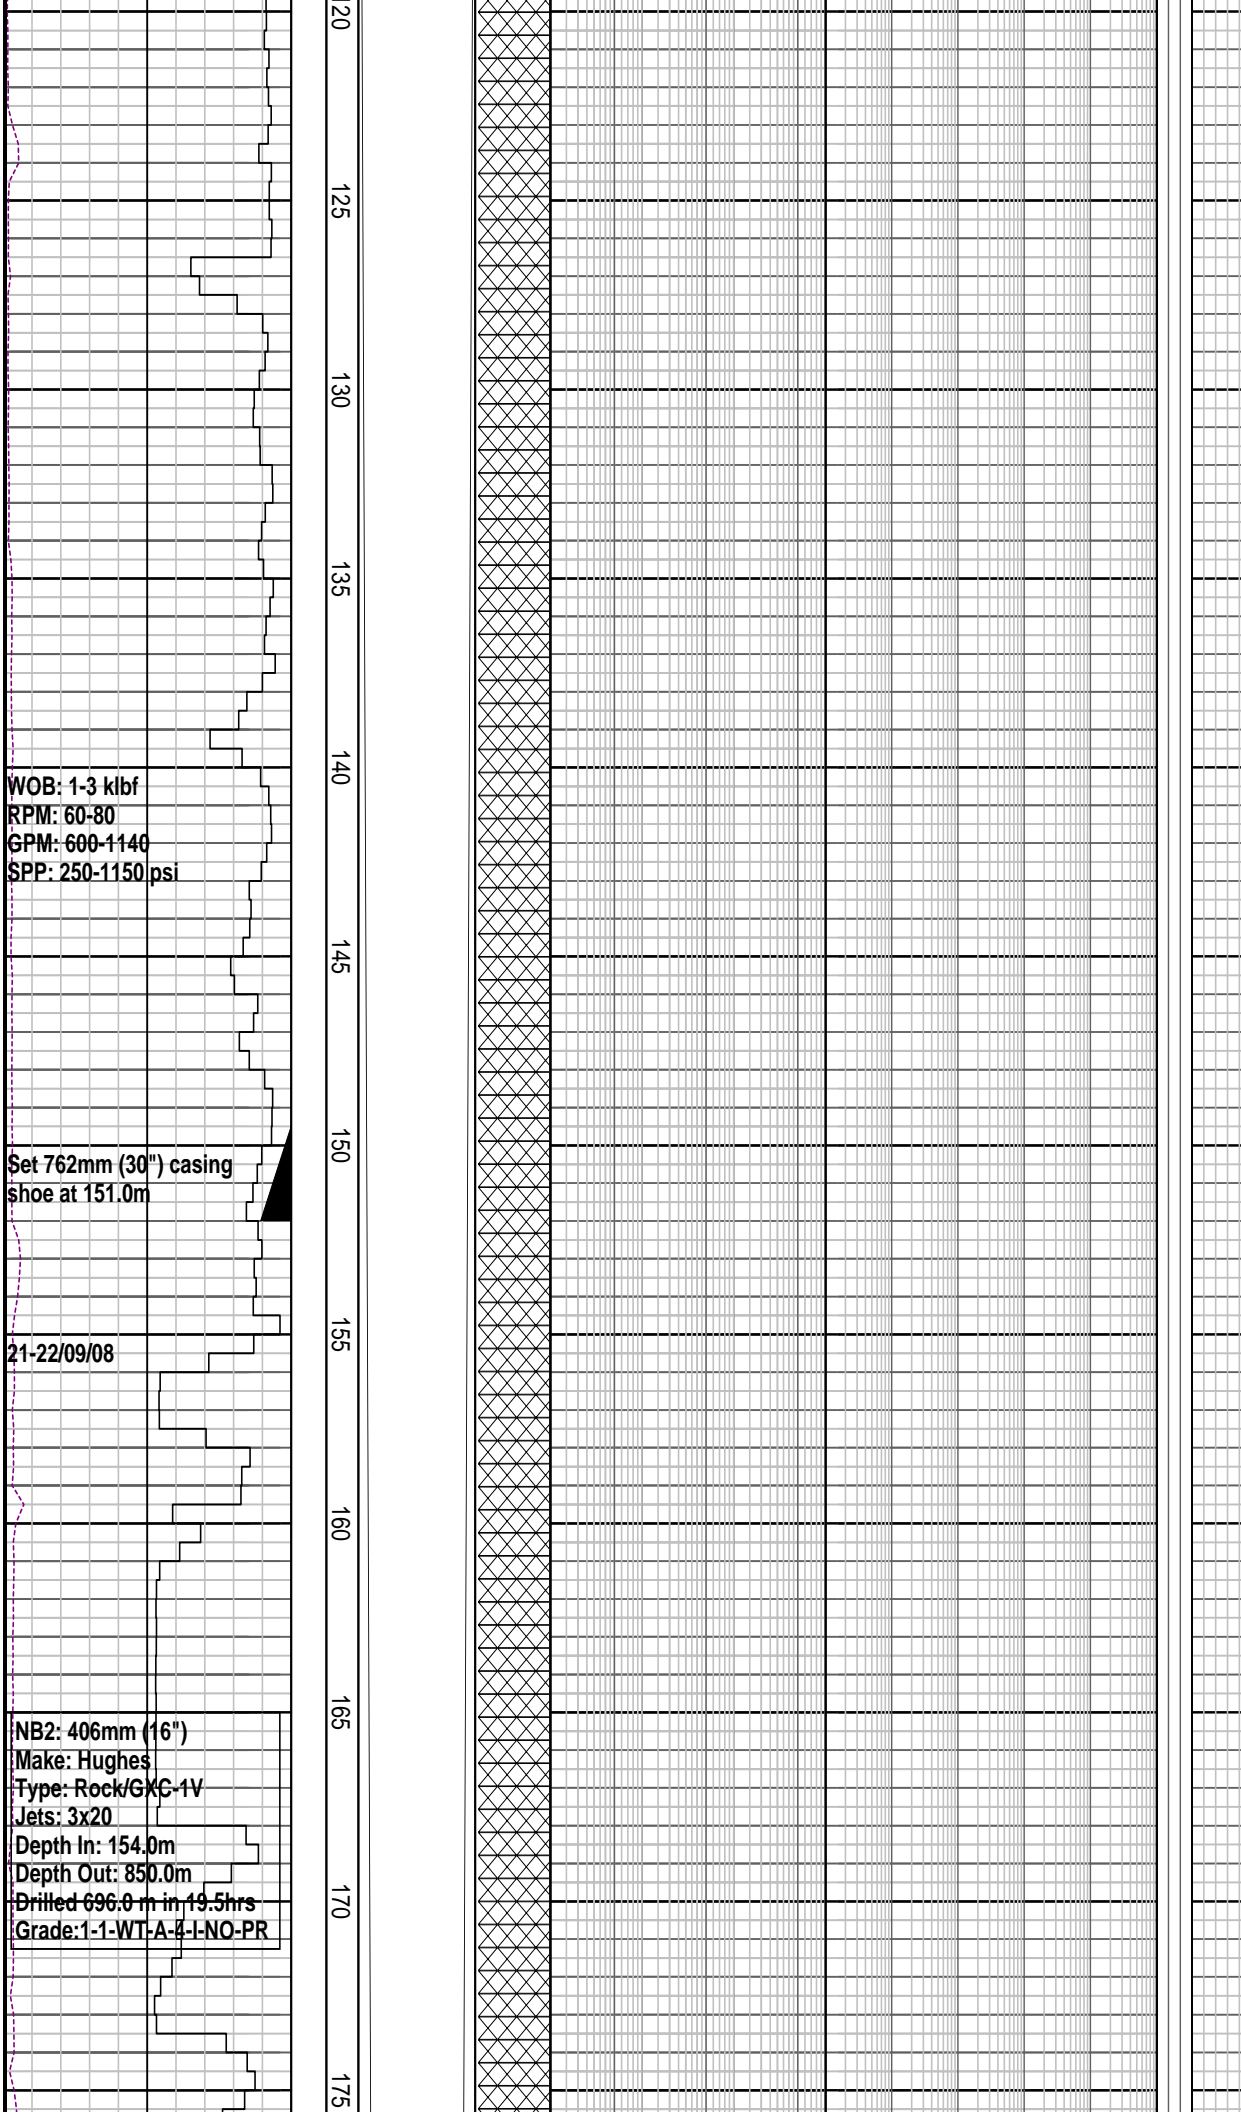 120
125
130
135
140
WOB: 1-3 klbf
RPM: 60-80
GPM: 600-1140
SPP: 250-1150 psi
145
150
Set 762mm (30") casing
shoe at 151.0m
155
21-22/09/08
160
165
NB2: 406mm (16")
Make: Hughes
Type: Rock/GXC-1V
Jets: 3x20
Depth In: 154.0m
Depth Out: 850.0m
Drilled 696.0 m in 19.5hrs
Grade:1-1-WT-A-4-I-NO-PR
170
175